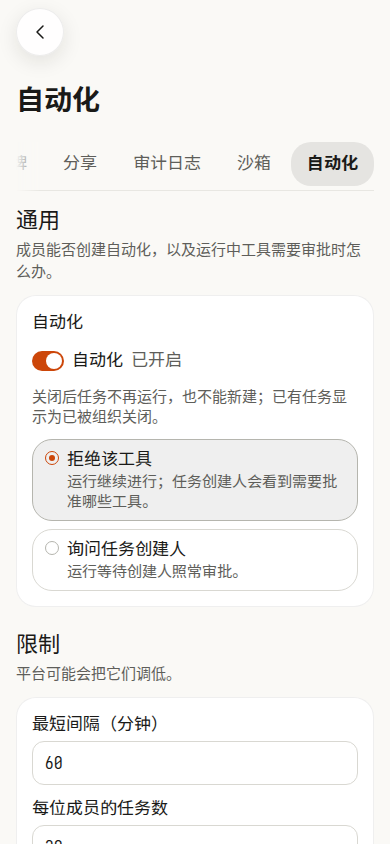 自动化
分享
审计日志
沙箱
自动化
通用
成员能否创建自动化，以及运行中工具需要审批时怎
么办。
自动化
自动化 已开启
关闭后任务不再运行，也不能新建；已有任务显
示为已被组织关闭。
拒绝该工具
运行继续进行；任务创建人会看到需要批
准哪些工具。
询问任务创建人
运行等待创建人照常审批。
限制
平台可能会把它们调低。
最短间隔（分钟）
60
每位成员的任务数